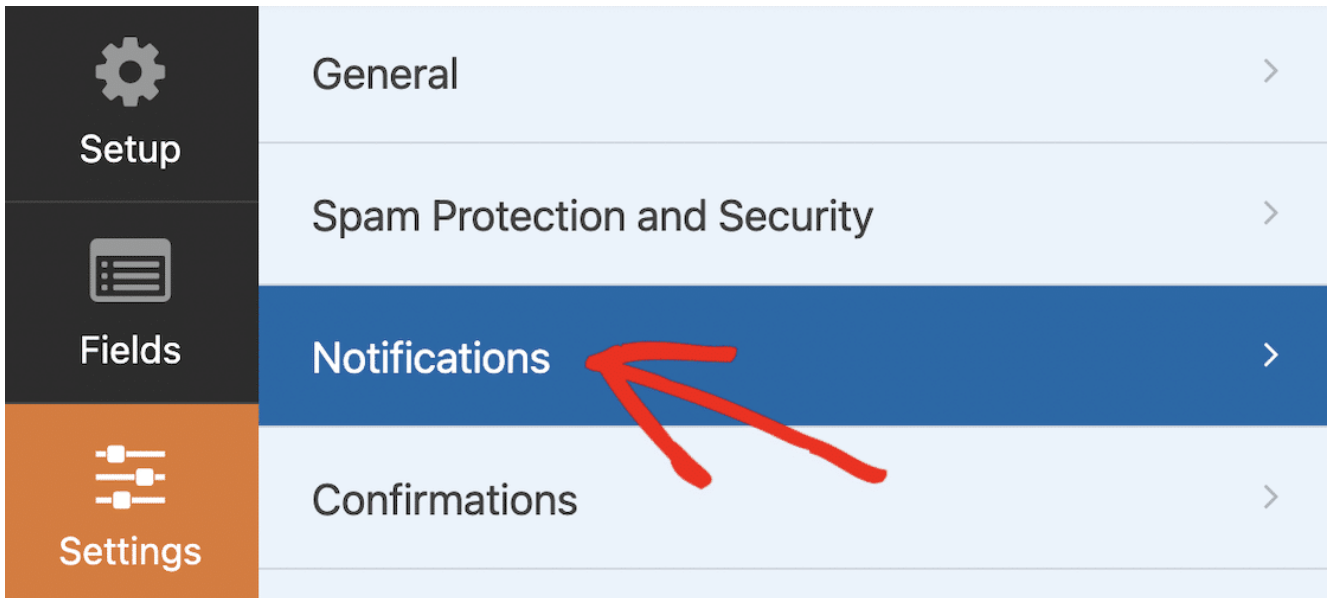 Setup
Fields
Settings
General
Spam Protection and Security
Notifications
Confirmations